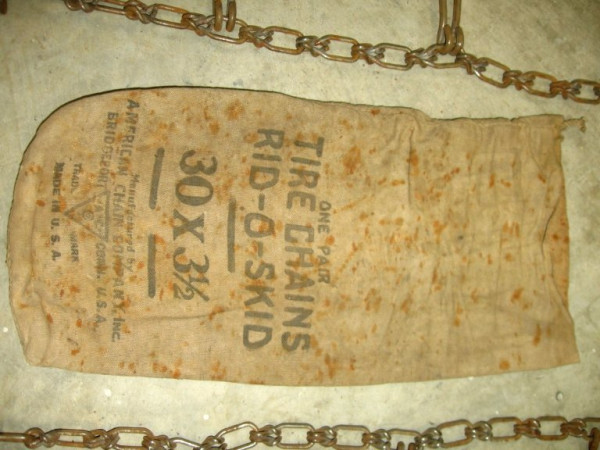 ONE PAIR
TIRE CHAINS
RID-O-SKID
30 X 3½
Manufactured by
AMERICAN CHAIN COMPANY, INC.
BRIDGEPORT, CONN., U.S.A.
TRADE MARK
MADE IN U.S.A.